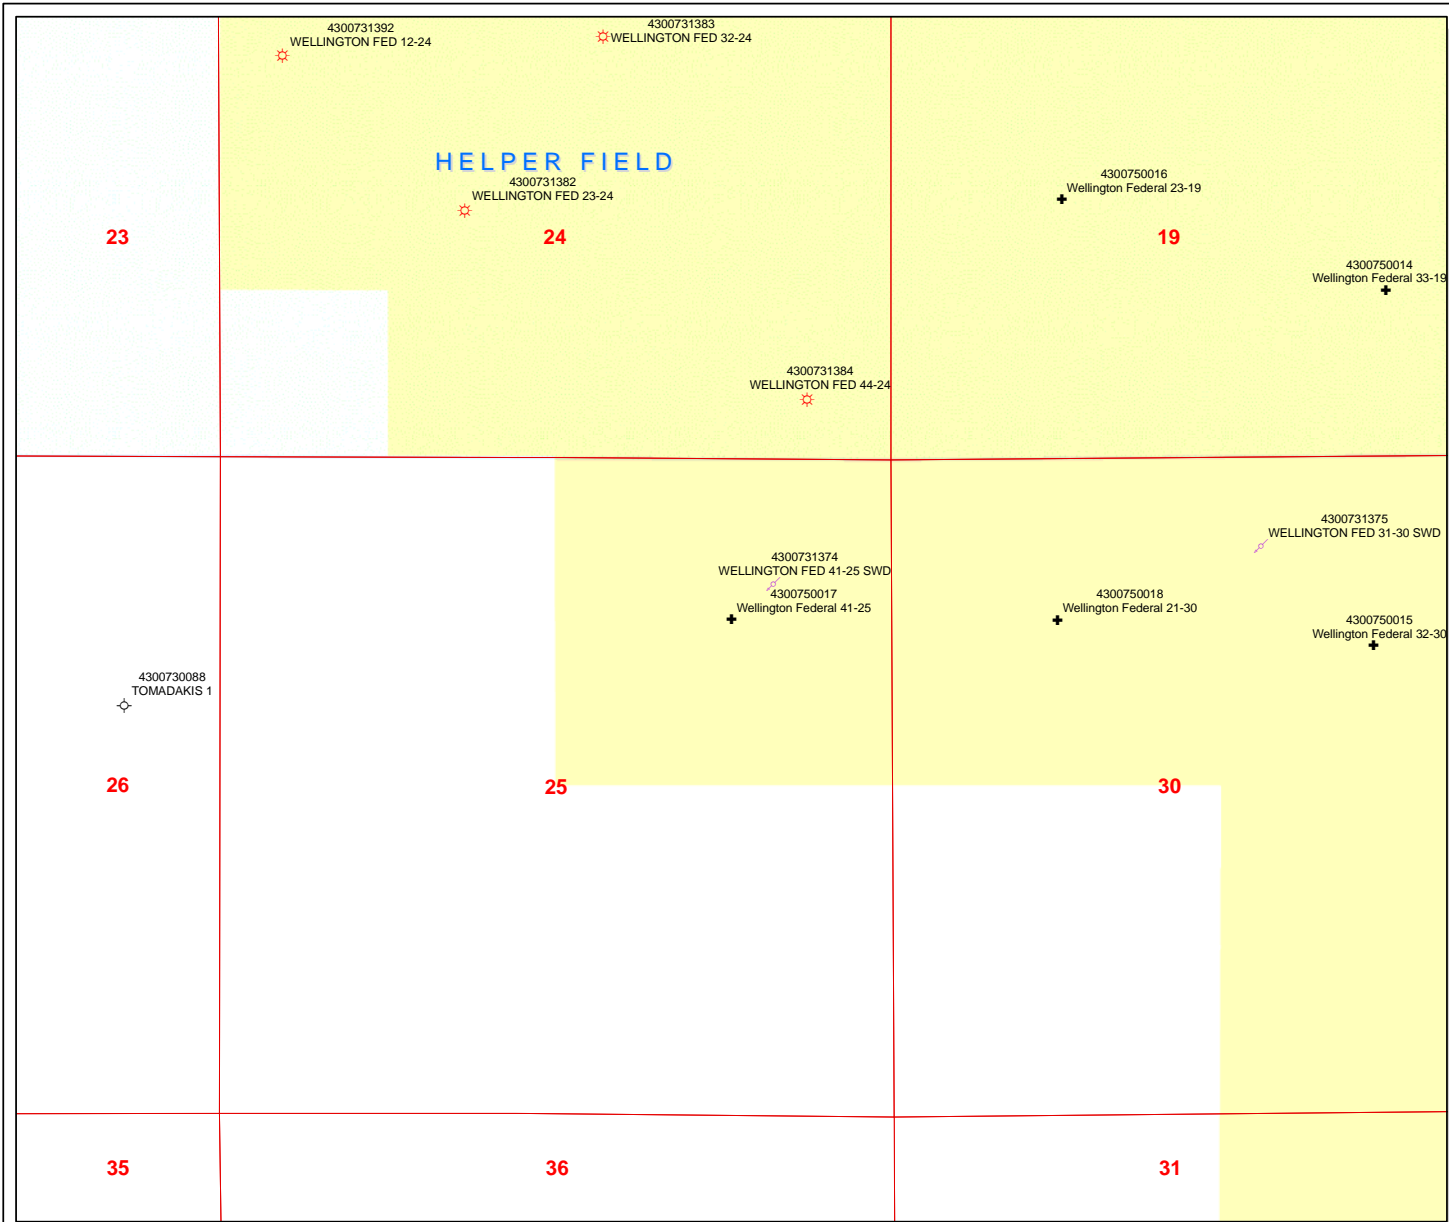 4300731392
WELLINGTON FED 12-24
4300731383
WELLINGTON FED 32-24
HELPER FIELD
4300731382
WELLINGTON FED 23-24
4300750016
Wellington Federal 23-19
23
24
19
4300750014
Wellington Federal 33-19
4300731384
WELLINGTON FED 44-24
4300731375
WELLINGTON FED 31-30 SWD
4300731374
WELLINGTON FED 41-25 SWD
4300750017
Wellington Federal 41-25
4300750018
Wellington Federal 21-30
4300750015
Wellington Federal 32-30
4300730088
TOMADAKIS 1
26
25
30
35
36
31